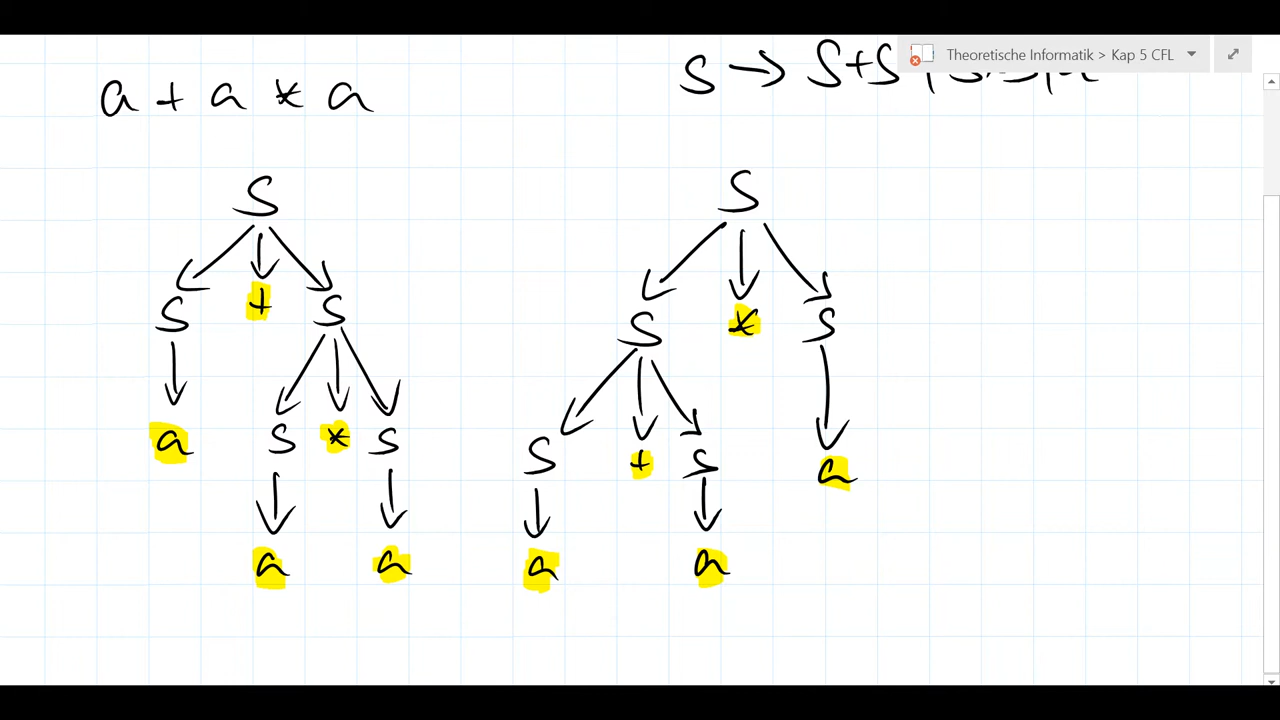 Theoretische Informatik > Kap 5 CFL
S → S+S |
a + a * a
S S
S + S S * S
a S * S S + S a
a a a a